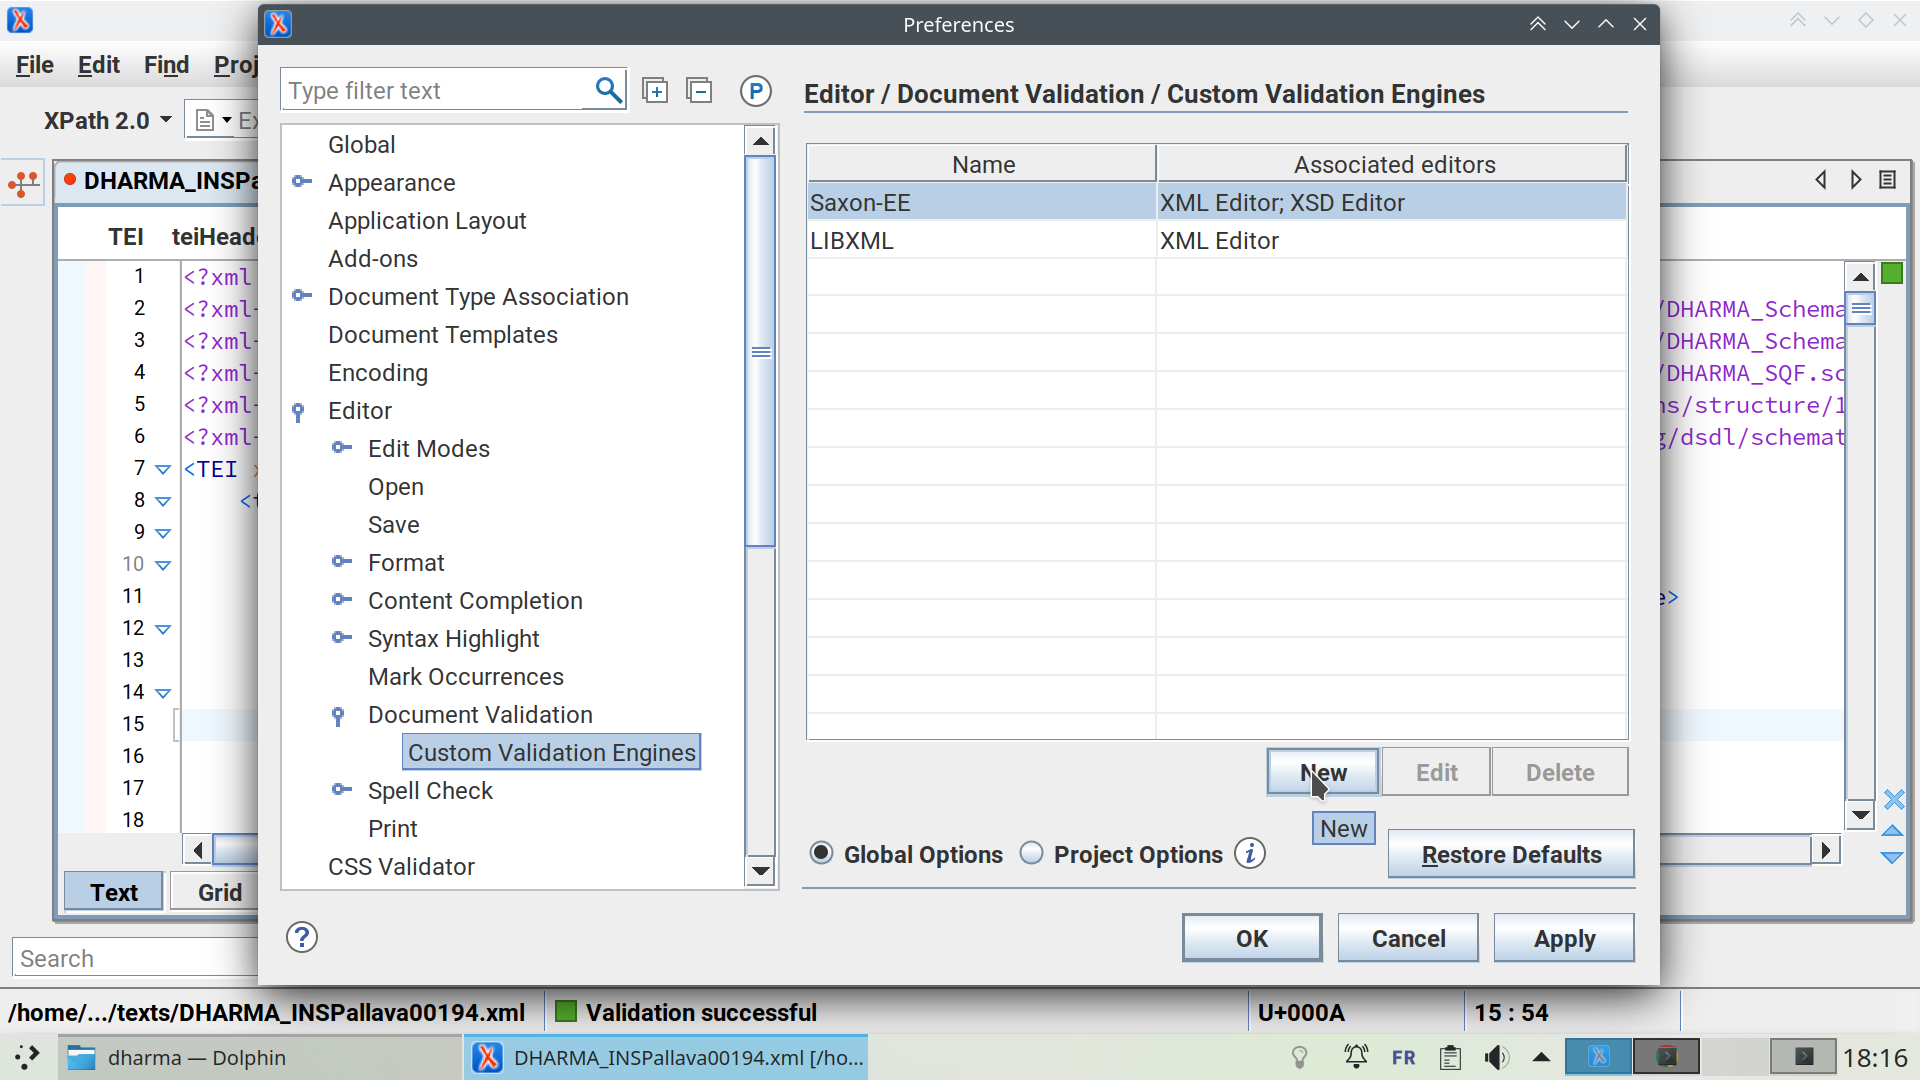 Preferences
File Edit Find Proj
Type filter text
P
Editor / Document Validation / Custom Validation Engines
XPath 2.0
Ex
Global
Appearance
Application Layout
Add-ons
Document Type Association
Document Templates
Encoding
Editor
Edit Modes
Open
Save
Format
Content Completion
Syntax Highlight
Mark Occurrences
Document Validation
Custom Validation Engines
Spell Check
Print
CSS Validator
Name Associated editors
Saxon-EE XML Editor; XSD Editor
LIBXML XML Editor
New Edit Delete
New
Global Options Project Options
Restore Defaults
OK Cancel Apply
DHARMA_INSPa
TEI teiHeade
1 <?xml
2 <?xml- /DHARMA_Schema
3 <?xml- /DHARMA_Schema
4 <?xml- /DHARMA_SQF.sc
5 <?xml- ns/structure/1
6 <?xml- g/dsdl/schemat
7 <TEI x
8 <t
9
10
11 e>
12
13
14
15
16
17
18
Text Grid
Search
/home/.../texts/DHARMA_INSPallava00194.xml Validation successful U+000A 15 : 54
dharma — Dolphin DHARMA_INSPallava00194.xml [/ho... FR 18:16